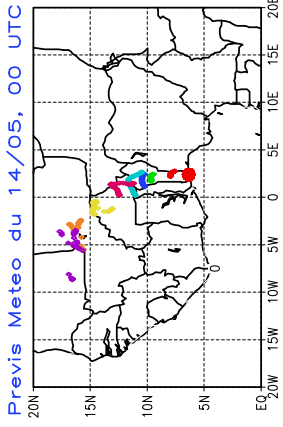 Previs Meteo du 14/05, 00 UTC
20N
15N
10N
5N
EQ
20W
15W
10W
5W
0
5E
10E
15E
20E
0